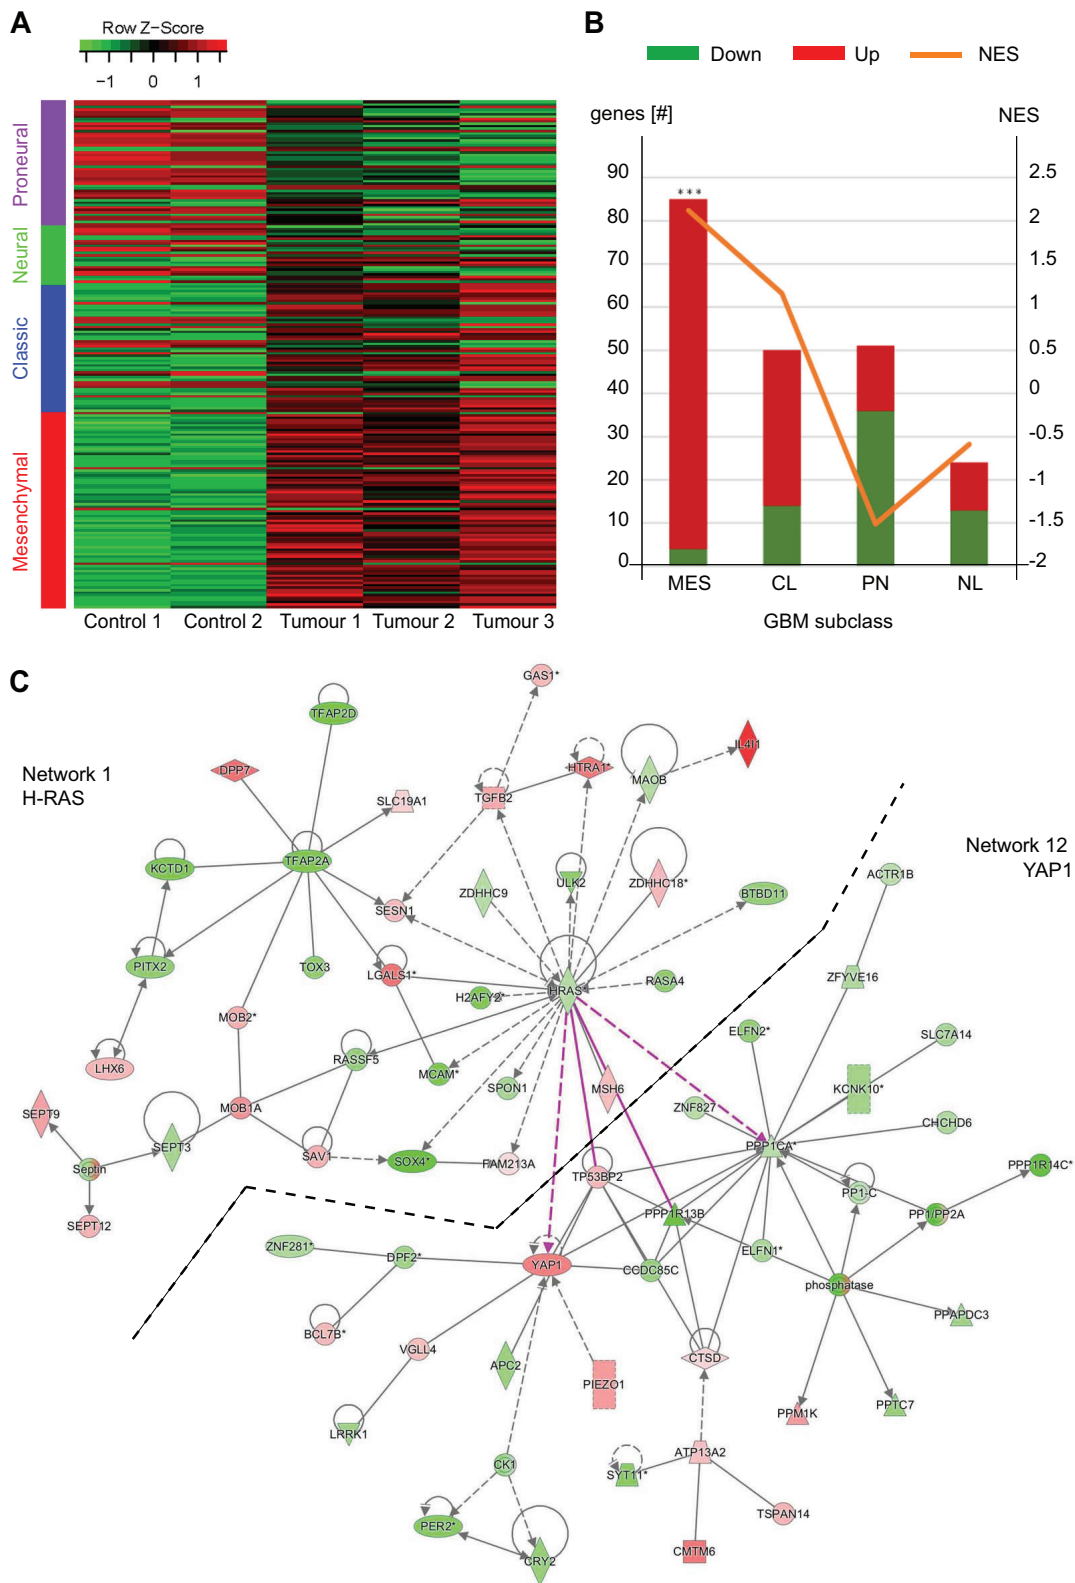 A
Row Z−Score
−1 0 1
Proneural
Neural
Classic
Mesenchymal
Control 1 Control 2 Tumour 1 Tumour 2 Tumour 3
B
Down Up NES
genes [#] NES
90 2.5
***
80 2
70 1.5
60 1
50 0.5
40 0
30 -0.5
20 -1
10 -1.5
0 -2
MES CL PN NL
GBM subclass
C
Network 1
H-RAS
Network 12
YAP1
GAS1*
TFAP2D
IL4I1
DPP7
HTRA1*
MAOB
TGFB2
SLC19A1
TFAP2A
KCTD1
ZDHHC9
ULK2
ZDHHC18*
BTBD11
ACTR1B
SESN1
PITX2
TOX3
LGALS1*
H2AFY2*
HRAS*
RASA4
ZFYVE16
MOB2*
ELFN2*
SLC7A14
LHX6
RASSF5
MCAM*
SPON1
MSH6
KCNK10*
SEPT9
MOB1A
ZNF827
CHCHD6
SEPT3
SAV1
SOX4*
FAM213A
PPP1CA*
Septin
TP53BP2
PPP1R14C*
PP1-C
SEPT12
PPP1R13B
PP1/PP2A
ZNF281*
DPF2*
YAP1
CCDC85C
ELFN1*
phosphatase
PPAPDC3
BCL7B*
VGLL4
APC2
PIEZO1
CTSD
PPM1K
PPTC7
LRRK1
CK1
SYT11*
ATP13A2
TSPAN14
PER2*
CRY2
CMTM6